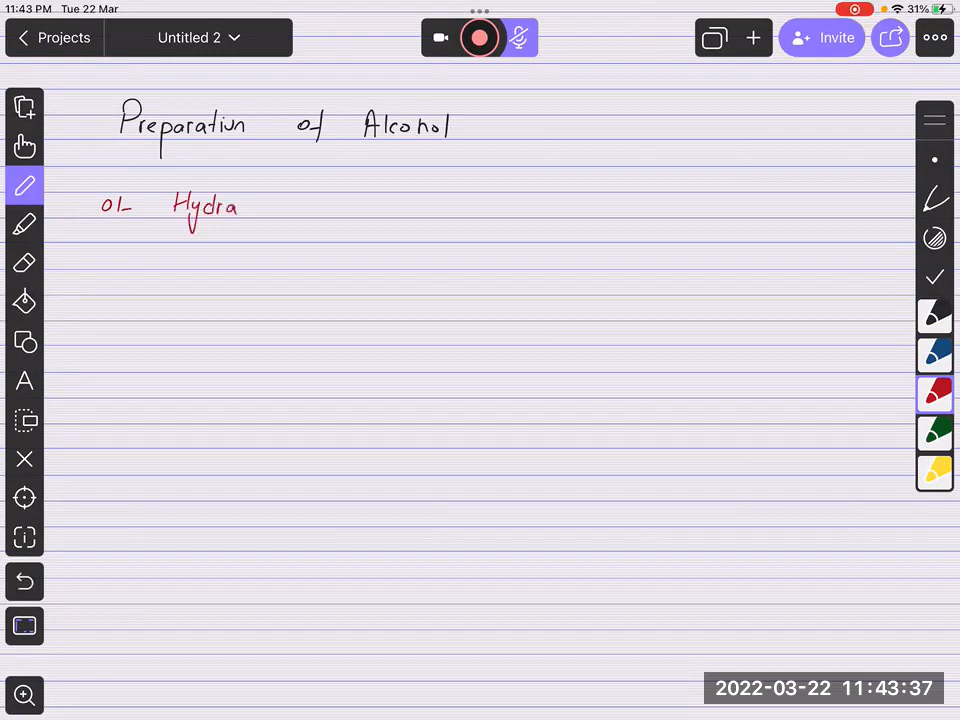 11:43 PM Tue 22 Mar
31%
Projects
Untitled 2
Invite
Preparation of Alcohol
01- Hydra
A
2022-03-22 11:43:37